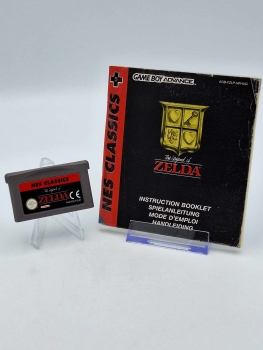 GAME BOY ADVANCE
NES CLASSICS
The Legend of
ZELDA
INSTRUCTION BOOKLET
SPIELANLEITUNG
MODE D'EMPLOI
HANDLEIDING
NES CLASSICS
The Legend of
ZELDA
CE